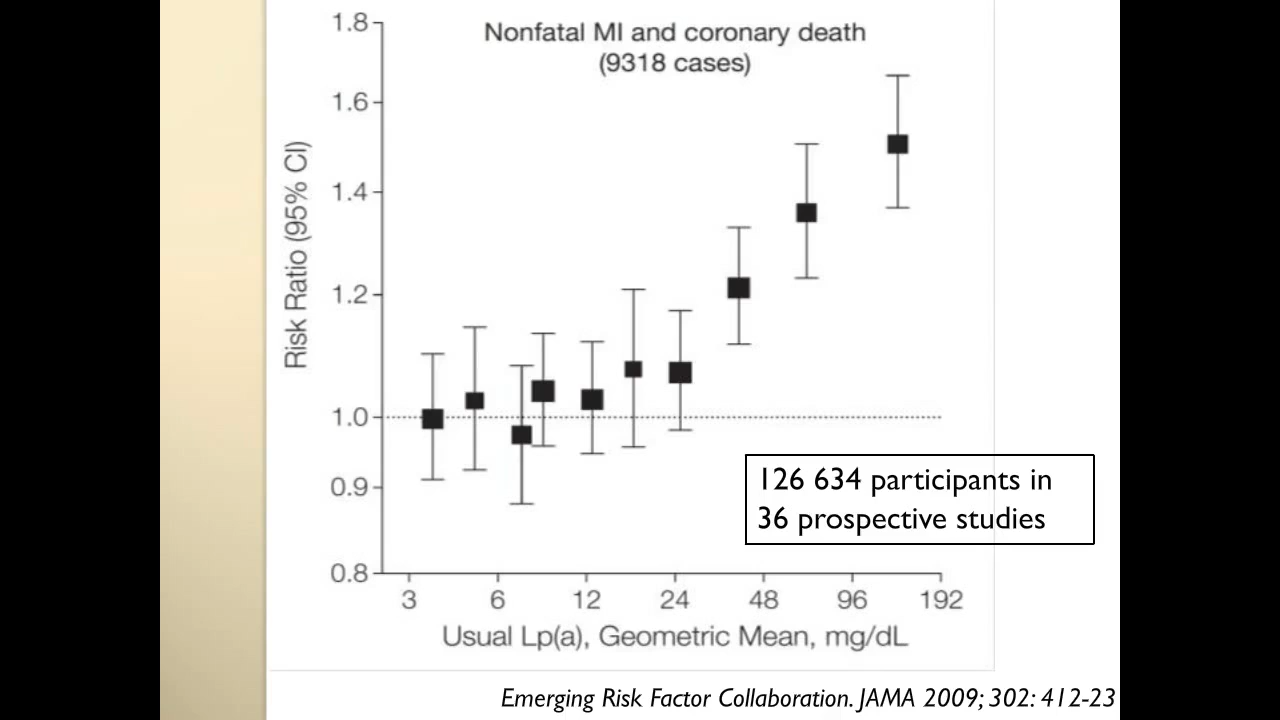 Nonfatal MI and coronary death
(9318 cases)
Risk Ratio (95% CI)
1.8
1.6
1.4
1.2
1.0
0.9
0.8
126 634 participants in
36 prospective studies
3 6 12 24 48 96 192
Usual Lp(a), Geometric Mean, mg/dL
Emerging Risk Factor Collaboration. JAMA 2009; 302: 412-23